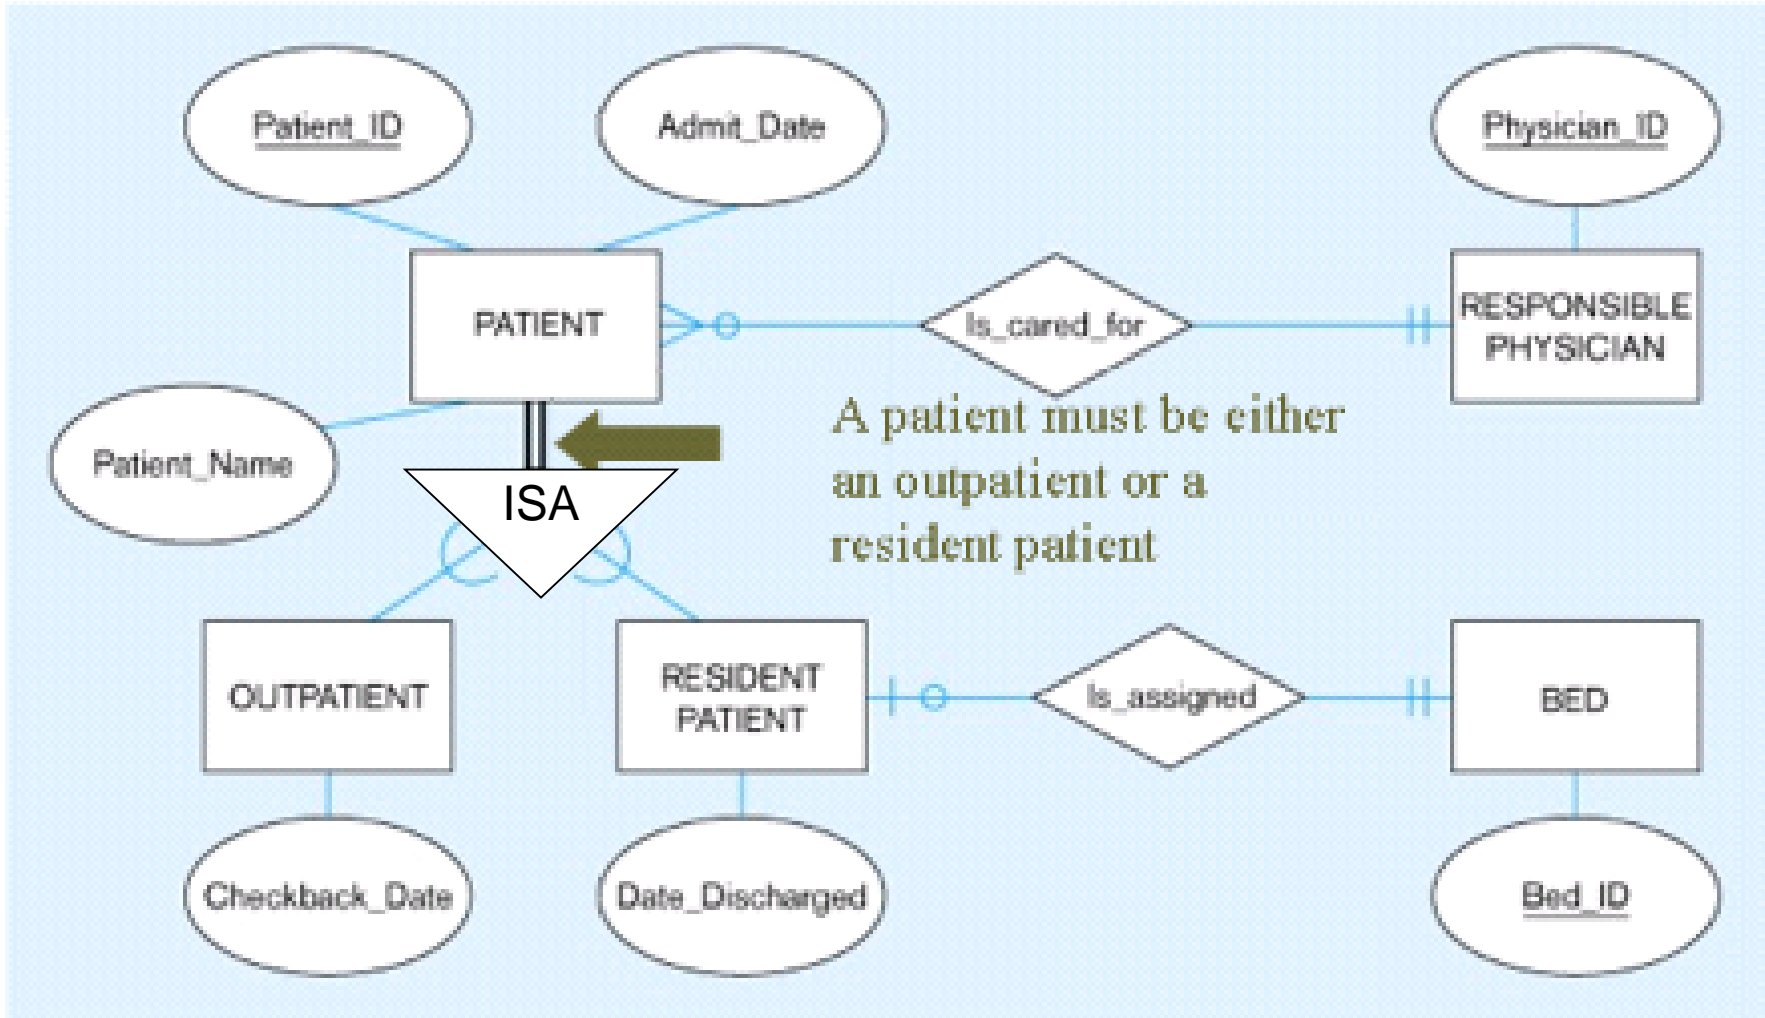 Patient_ID
Admit_Date
Physician_ID
PATIENT
Is_cared_for
RESPONSIBLE
PHYSICIAN
Patient_Name
A patient must be either
an outpatient or a
resident patient
ISA
OUTPATIENT
RESIDENT
PATIENT
Is_assigned
BED
Checkback_Date
Date_Discharged
Bed_ID